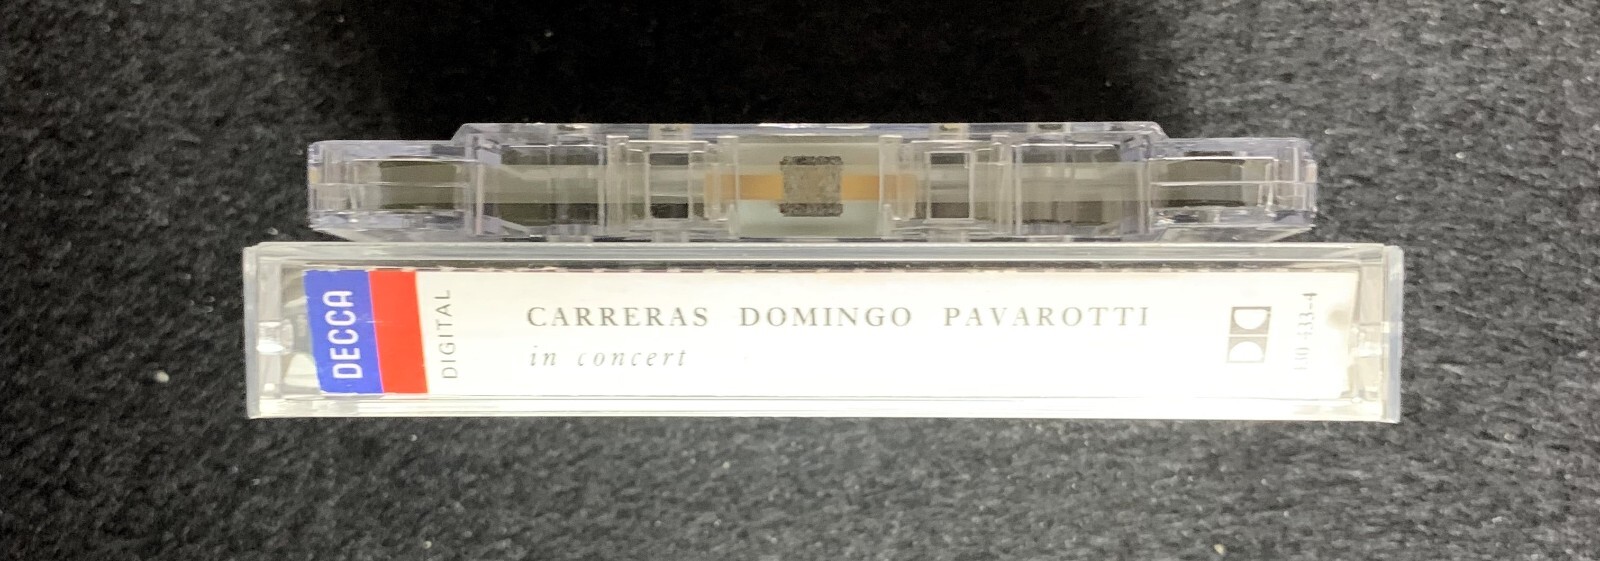 DECCA
DIGITAL
CARRERAS DOMINGO PAVAROTTI
in concert